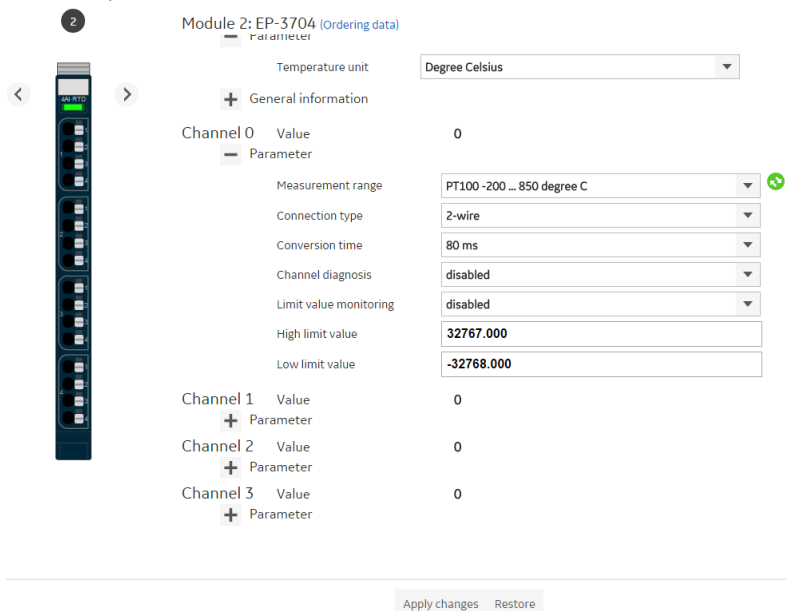 2
Module 2: EP-3704 (Ordering data)
Parameter
Temperature unit Degree Celsius
General information
4AI-RTD
Channel 0 Value 0
Parameter
Measurement range PT100 -200 ... 850 degree C
Connection type 2-wire
Conversion time 80 ms
Channel diagnosis disabled
Limit value monitoring disabled
High limit value 32767.000
Low limit value -32768.000
Channel 1 Value 0
Parameter
Channel 2 Value 0
Parameter
Channel 3 Value 0
Parameter
Apply changes Restore